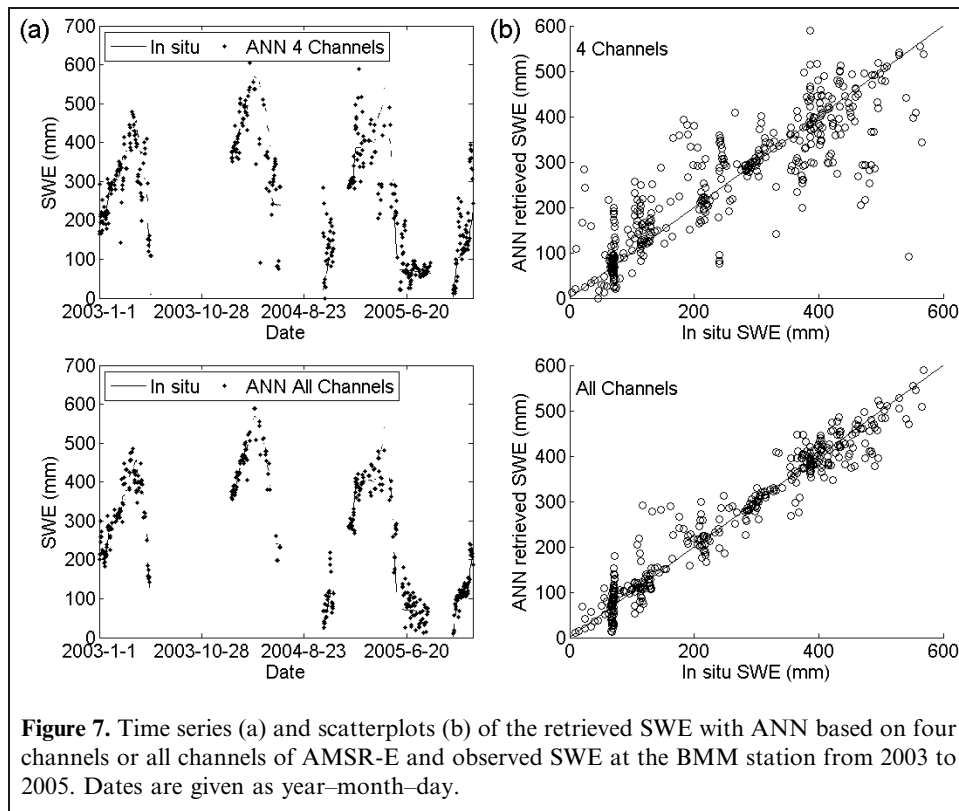 (a)
In situ
ANN 4 Channels
700
600
500
400
300
200
100
0
SWE (mm)
2003-1-1
2003-10-28
2004-8-23
2005-6-20
Date
(b)
4 Channels
600
500
400
300
200
100
0
ANN retrieved SWE (mm)
0
200
400
600
In situ SWE (mm)
In situ
ANN All Channels
700
600
500
400
300
200
100
0
SWE (mm)
2003-1-1
2003-10-28
2004-8-23
2005-6-20
Date
All Channels
600
500
400
300
200
100
0
ANN retrieved SWE (mm)
0
200
400
600
In situ SWE (mm)
Figure 7. Time series (a) and scatterplots (b) of the retrieved SWE with ANN based on four
channels or all channels of AMSR-E and observed SWE at the BMM station from 2003 to
2005. Dates are given as year–month–day.